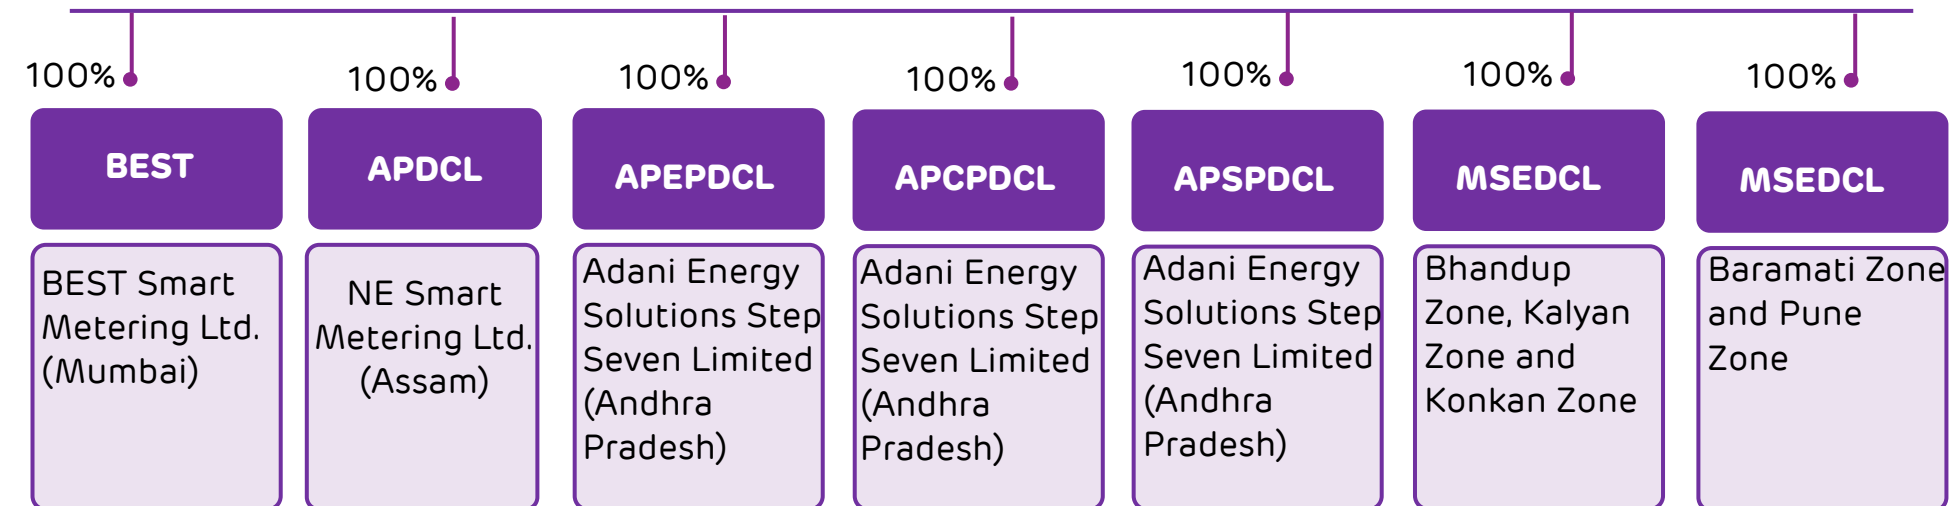 100%
100%
100%
100%
100%
100%
100%
BEST
APDCL
APEPDCL
APCPDCL
APSPDCL
MSEDCL
MSEDCL
BEST Smart
Metering Ltd.
(Mumbai)
NE Smart
Metering Ltd.
(Assam)
Adani Energy
Solutions Step
Seven Limited
(Andhra
Pradesh)
Adani Energy
Solutions Step
Seven Limited
(Andhra
Pradesh)
Adani Energy
Solutions Step
Seven Limited
(Andhra
Pradesh)
Bhandup
Zone, Kalyan
Zone and
Konkan Zone
Baramati Zone
and Pune
Zone